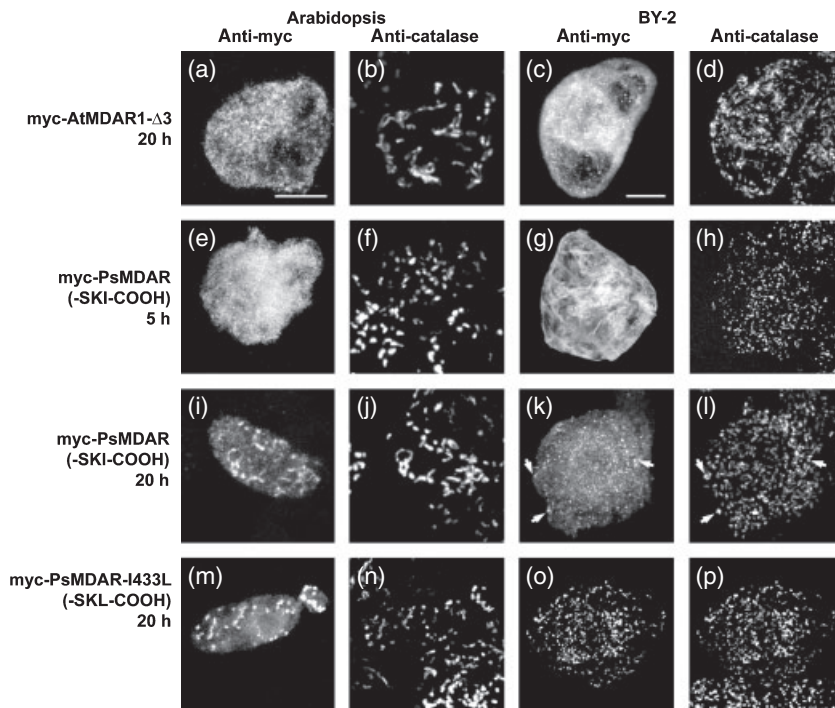 Arabidopsis BY-2
Anti-myc Anti-catalase Anti-myc Anti-catalase
(a) (b) (c) (d)
myc-AtMDAR1-Δ3
20 h
(e) (f) (g) (h)
myc-PsMDAR
(-SKI-COOH)
5 h
(i) (j) (k) (l)
myc-PsMDAR
(-SKI-COOH)
20 h
(m) (n) (o) (p)
myc-PsMDAR-I433L
(-SKL-COOH)
20 h